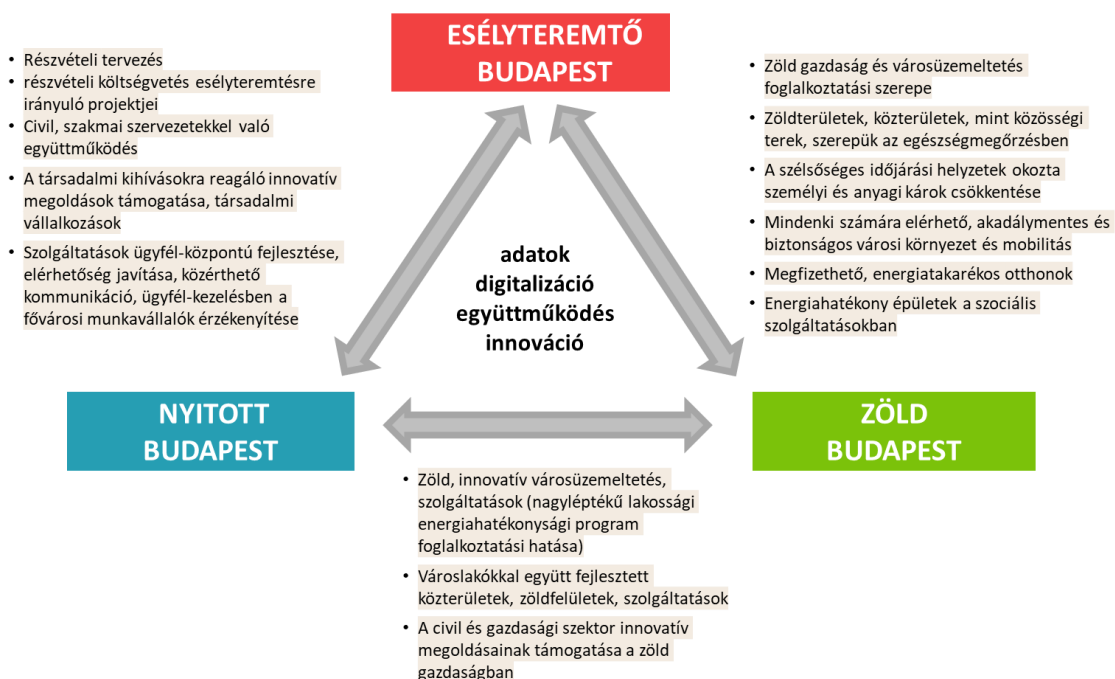 ESÉLYTEREMTŐ
BUDAPEST
• Részvételi tervezés
• részvételi költségvetés esélyteremtésre
irányuló projektjei
• Civil, szakmai szervezetekkel való
együttműködés
• A társadalmi kihívásokra reagáló innovatív
megoldások támogatása, társadalmi
vállalkozások
• Szolgáltatások ügyfél-központú fejlesztése,
elérhetőség javítása, közérthető
kommunikáció, ügyfél-kezelésben a
fővárosi munkavállalók érzékenyítése
• Zöld gazdaság és városüzemeltetés
foglalkoztatási szerepe
• Zöldterületek, közterületek, mint közösségi
terek, szerepük az egészségmegőrzésben
• A szélsőséges időjárási helyzetek okozta
személyi és anyagi károk csökkentése
• Mindenki számára elérhető, akadálymentes és
biztonságos városi környezet és mobilitás
• Megfizethető, energiatakarékos otthonok
• Energiahatékony épületek a szociális
szolgáltatásokban
adatok
digitalizáció
együttműködés
innováció
NYITOTT
BUDAPEST
ZÖLD
BUDAPEST
• Zöld, innovatív városüzemeltetés,
szolgáltatások (nagyléptékű lakossági
energiahatékonysági program
foglalkoztatási hatása)
• Városlakókkal együtt fejlesztett
közterületek, zöldfelületek, szolgáltatások
• A civil és gazdasági szektor innovatív
megoldásainak támogatása a zöld
gazdaságban